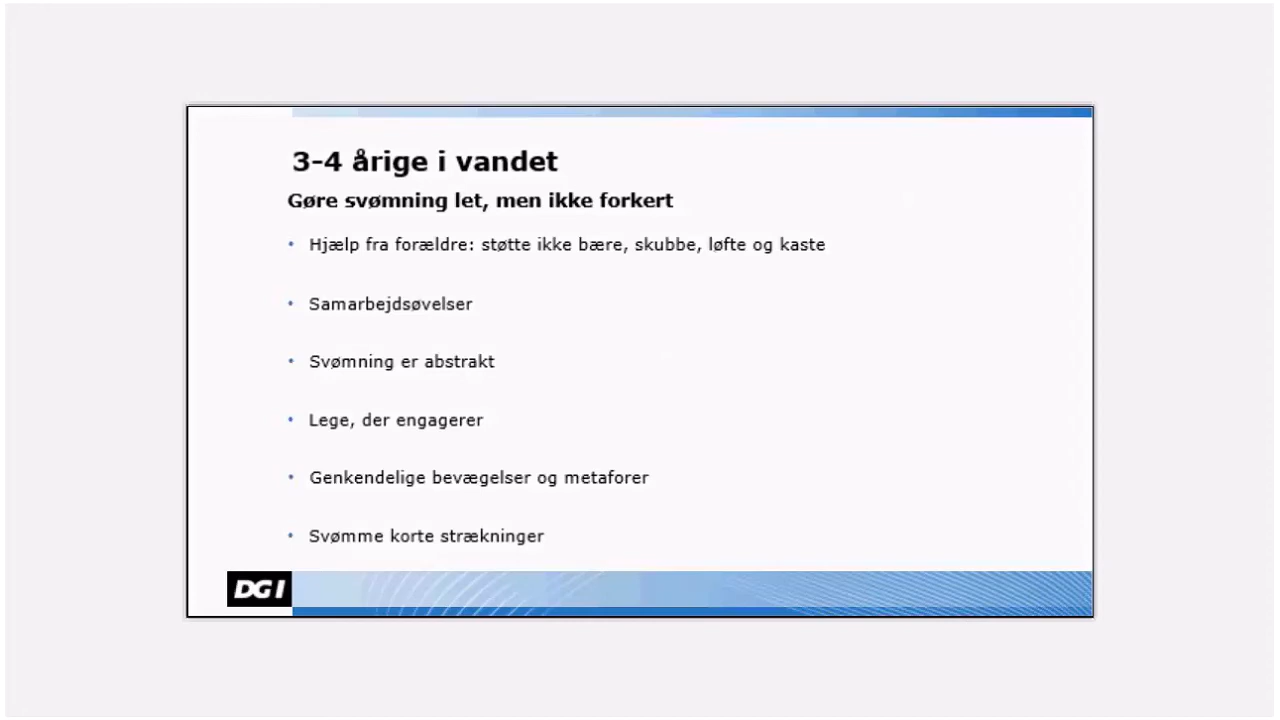 3-4 årige i vandet
Gøre svømning let, men ikke forkert
• Hjælp fra forældre: støtte ikke bære, skubbe, løfte og kaste
• Samarbejdsøvelser
• Svømning er abstrakt
• Lege, der engagerer
• Genkendelige bevægelser og metaforer
• Svømme korte strækninger
DGI